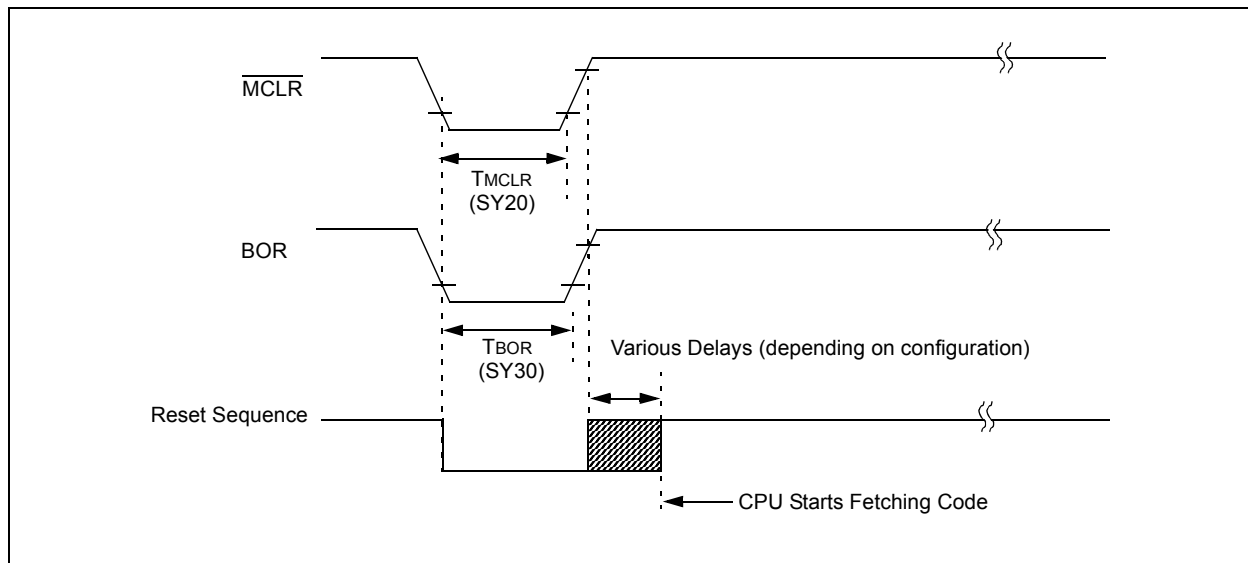 MCLR
TMCLR
(SY20)
BOR
TBOR
(SY30)
Various Delays (depending on configuration)
Reset Sequence
CPU Starts Fetching Code